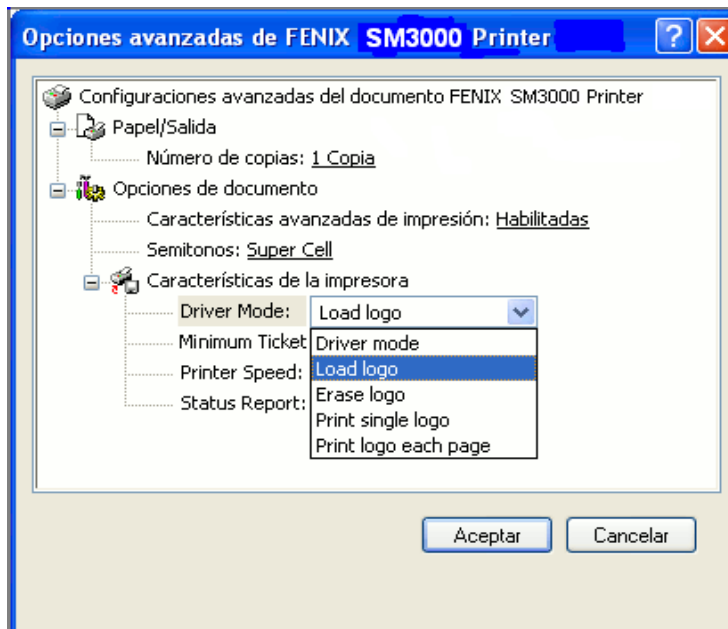 Opciones avanzadas de FENIX SM3000 Printer
Configuraciones avanzadas del documento FENIX SM3000 Printer
Papel/Salida
Número de copias: 1 Copia
Opciones de documento
Características avanzadas de impresión: Habilitadas
Semitonos: Super Cell
Características de la impresora
Driver Mode: Load logo
Minimum Ticket
Driver mode
Load logo
Printer Speed:
Erase logo
Status Report:
Print single logo
Print logo each page
Aceptar Cancelar